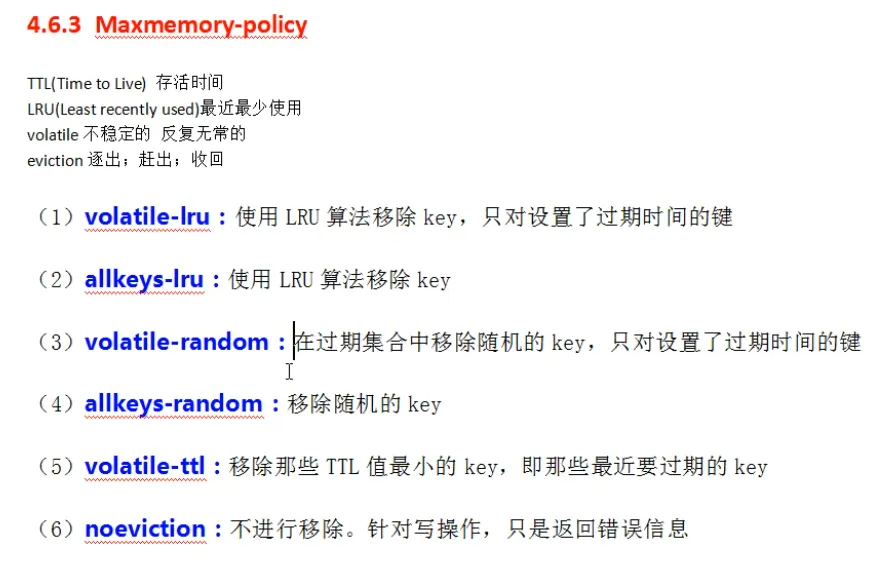 4.6.3 Maxmemory-policy
TTL(Time to Live) 存活时间
LRU(Least recently used)最近最少使用
volatile 不稳定的 反复无常的
eviction 逐出；赶出；收回
（1）volatile-lru：使用 LRU 算法移除 key，只对设置了过期时间的键
（2）allkeys-lru：使用 LRU 算法移除 key
（3）volatile-random：在过期集合中移除随机的 key，只对设置了过期时间的键
（4）allkeys-random：移除随机的 key
（5）volatile-ttl：移除那些 TTL 值最小的 key，即那些最近要过期的 key
（6）noeviction：不进行移除。针对写操作，只是返回错误信息